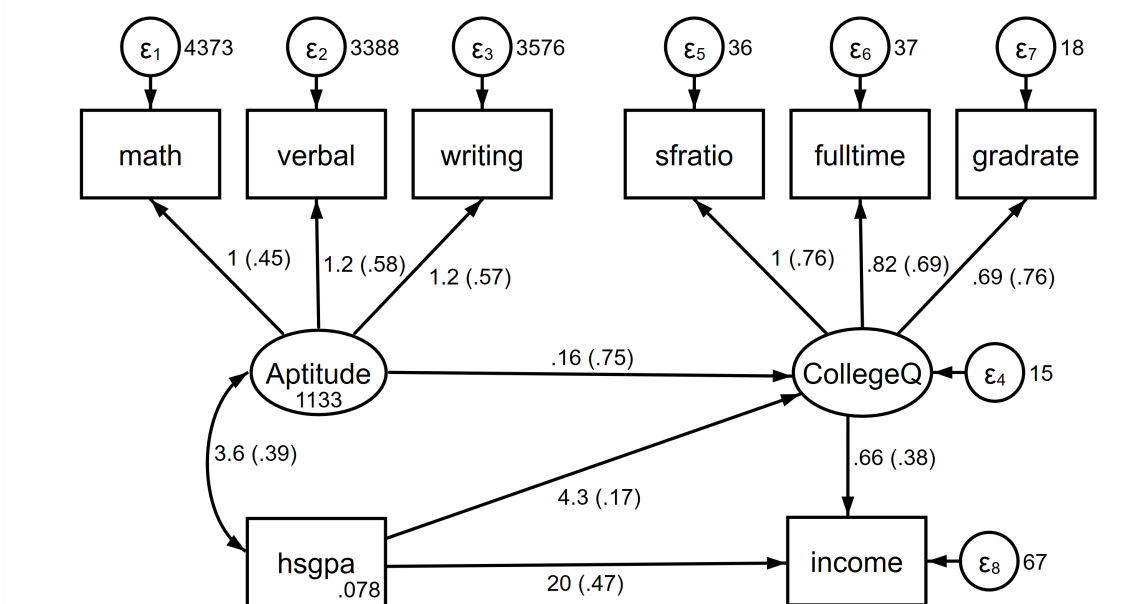 ε1 4373
ε2 3388
ε3 3576
ε5 36
ε6 37
ε7 18
math
verbal
writing
sfratio
fulltime
gradrate
1 (.45)
1.2 (.58)
1.2 (.57)
1 (.76)
.82 (.69)
.69 (.76)
Aptitude
1133
.16 (.75)
CollegeQ
ε4 15
3.6 (.39)
4.3 (.17)
.66 (.38)
hsgpa
.078
20 (.47)
income
ε8 67